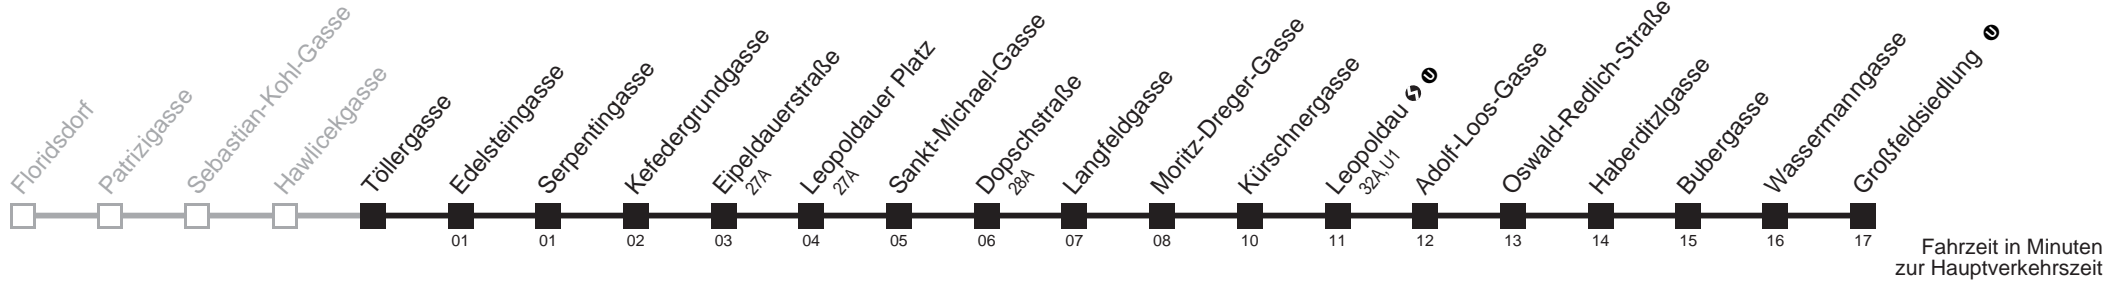 Floridsdorf
Patrizigasse
Sebastian-Kohl-Gasse
Hawlicekgasse
Töllergasse
Edelsteingasse
Serpentingasse
Kefedergrundgasse
Eipeldauerstraße
27A
Leopoldauer Platz
27A
Sankt-Michael-Gasse
Dopschstraße
28A
Langfeldgasse
Moritz-Dreger-Gasse
Kürschnergasse
Leopoldau S U
32A,U1
Adolf-Loos-Gasse
Oswald-Redlich-Straße
Haberditzlgasse
Bubergasse
Wassermanngasse
Großfeldsiedlung U
01 01 02 03 04 05 06 07 08 10 11 12 13 14 15 16 17
Fahrzeit in Minuten
zur Hauptverkehrszeit